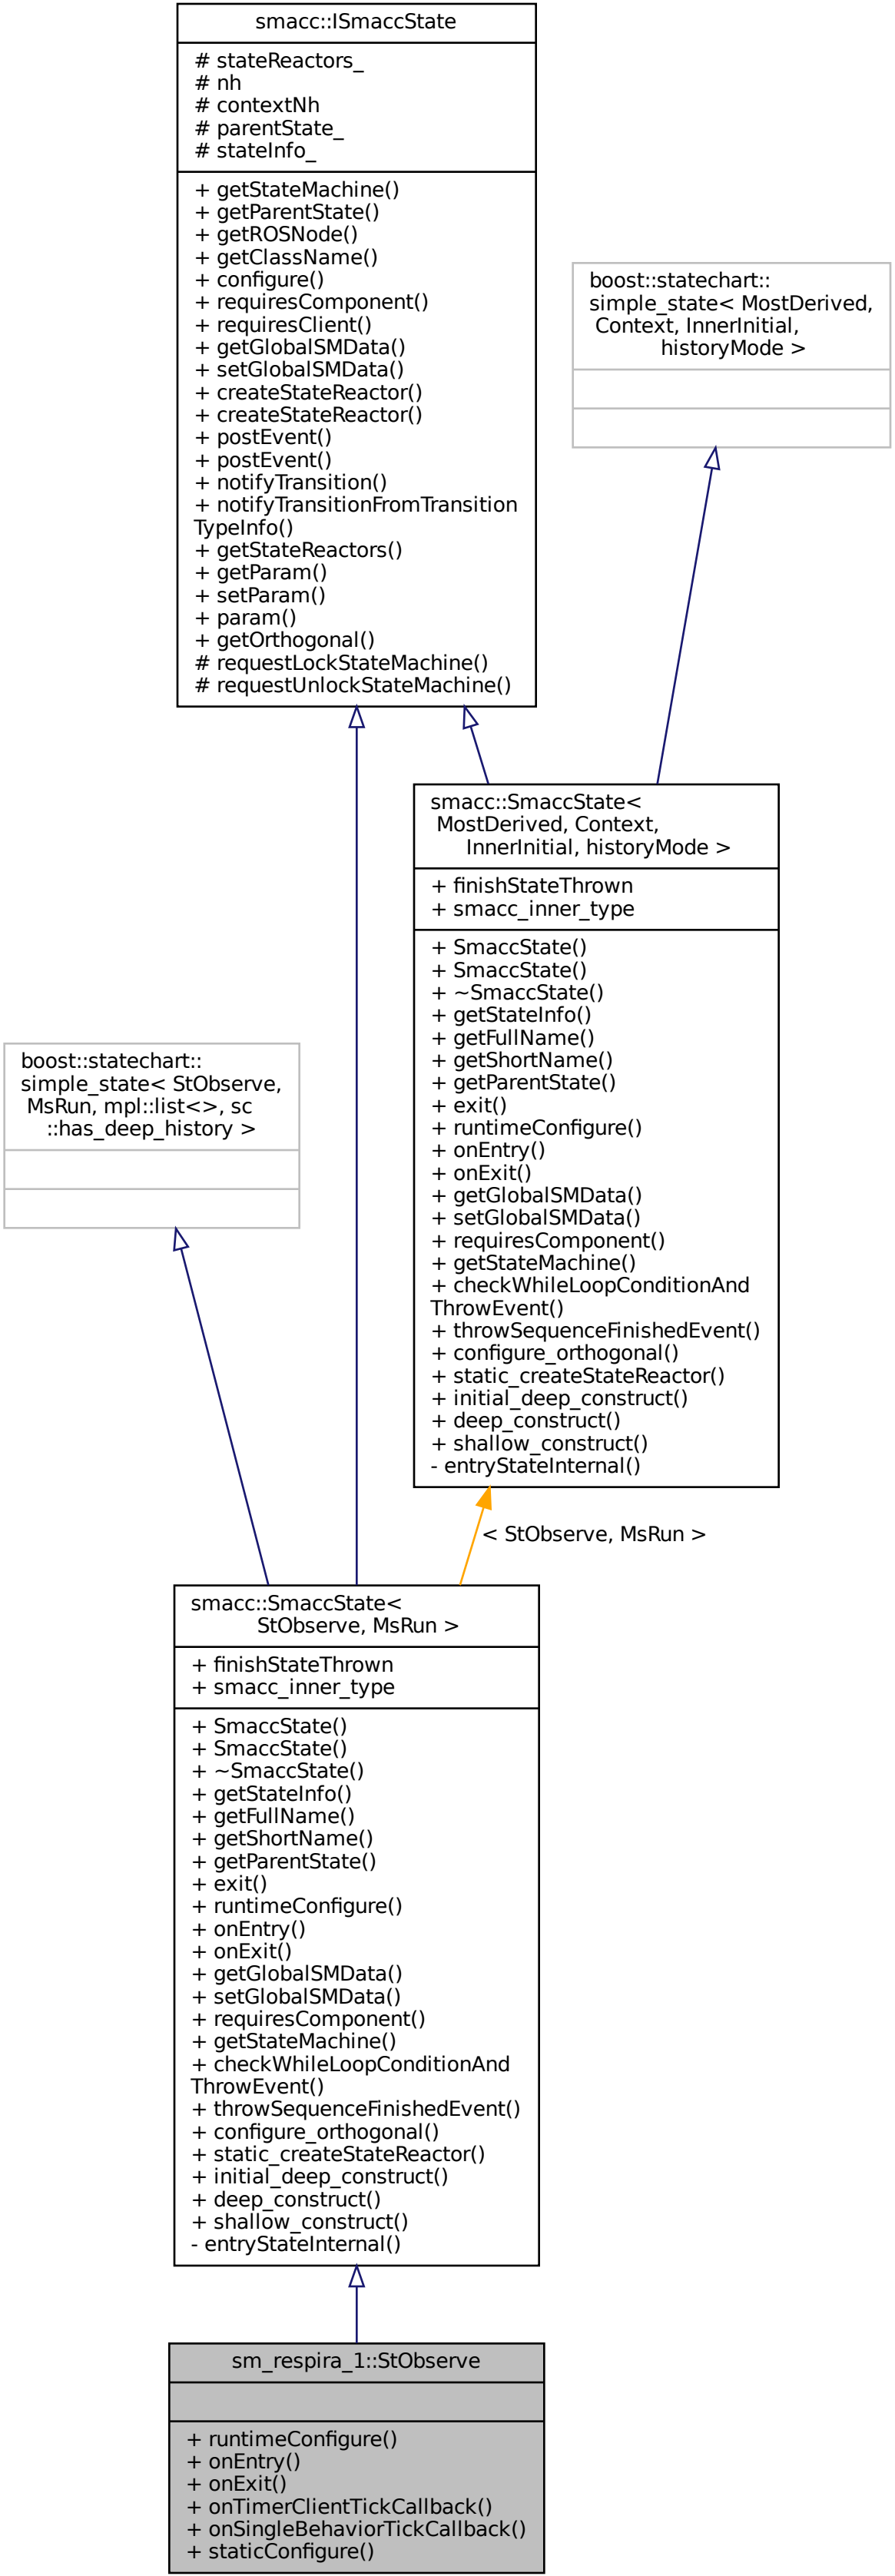 smacc::ISmaccState
# stateReactors_
# nh
# contextNh
# parentState_
# stateInfo_
+ getStateMachine()
+ getParentState()
+ getROSNode()
+ getClassName()
+ configure()
+ requiresComponent()
+ requiresClient()
+ getGlobalSMData()
+ setGlobalSMData()
+ createStateReactor()
+ createStateReactor()
+ postEvent()
+ postEvent()
+ notifyTransition()
+ notifyTransitionFromTransition
TypeInfo()
+ getStateReactors()
+ getParam()
+ setParam()
+ param()
+ getOrthogonal()
# requestLockStateMachine()
# requestUnlockStateMachine()
boost::statechart::
simple_state< MostDerived,
Context, InnerInitial,
historyMode >
smacc::SmaccState<
MostDerived, Context,
InnerInitial, historyMode >
+ finishStateThrown
+ smacc_inner_type
+ SmaccState()
+ SmaccState()
+ ~SmaccState()
+ getStateInfo()
+ getFullName()
+ getShortName()
+ getParentState()
+ exit()
+ runtimeConfigure()
+ onEntry()
+ onExit()
+ getGlobalSMData()
+ setGlobalSMData()
+ requiresComponent()
+ getStateMachine()
+ checkWhileLoopConditionAnd
ThrowEvent()
+ throwSequenceFinishedEvent()
+ configure_orthogonal()
+ static_createStateReactor()
+ initial_deep_construct()
+ deep_construct()
+ shallow_construct()
- entryStateInternal()
boost::statechart::
simple_state< StObserve,
MsRun, mpl::list<>, sc
::has_deep_history >
< StObserve, MsRun >
smacc::SmaccState<
StObserve, MsRun >
+ finishStateThrown
+ smacc_inner_type
+ SmaccState()
+ SmaccState()
+ ~SmaccState()
+ getStateInfo()
+ getFullName()
+ getShortName()
+ getParentState()
+ exit()
+ runtimeConfigure()
+ onEntry()
+ onExit()
+ getGlobalSMData()
+ setGlobalSMData()
+ requiresComponent()
+ getStateMachine()
+ checkWhileLoopConditionAnd
ThrowEvent()
+ throwSequenceFinishedEvent()
+ configure_orthogonal()
+ static_createStateReactor()
+ initial_deep_construct()
+ deep_construct()
+ shallow_construct()
- entryStateInternal()
sm_respira_1::StObserve
+ runtimeConfigure()
+ onEntry()
+ onExit()
+ onTimerClientTickCallback()
+ onSingleBehaviorTickCallback()
+ staticConfigure()